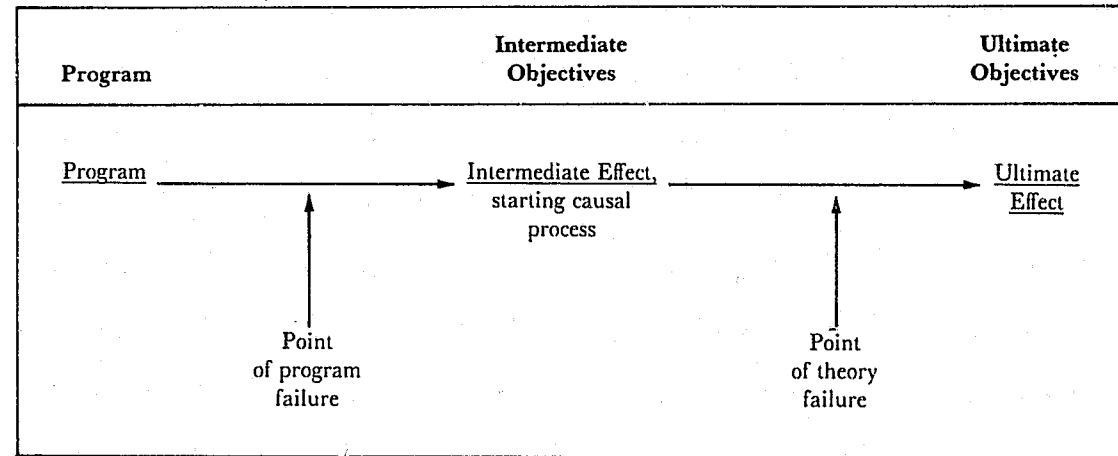 Program
Intermediate
Objectives
Ultimate
Objectives
Program
Intermediate Effect,
starting causal
process
Ultimate
Effect
Point
of program
failure
Point
of theory
failure